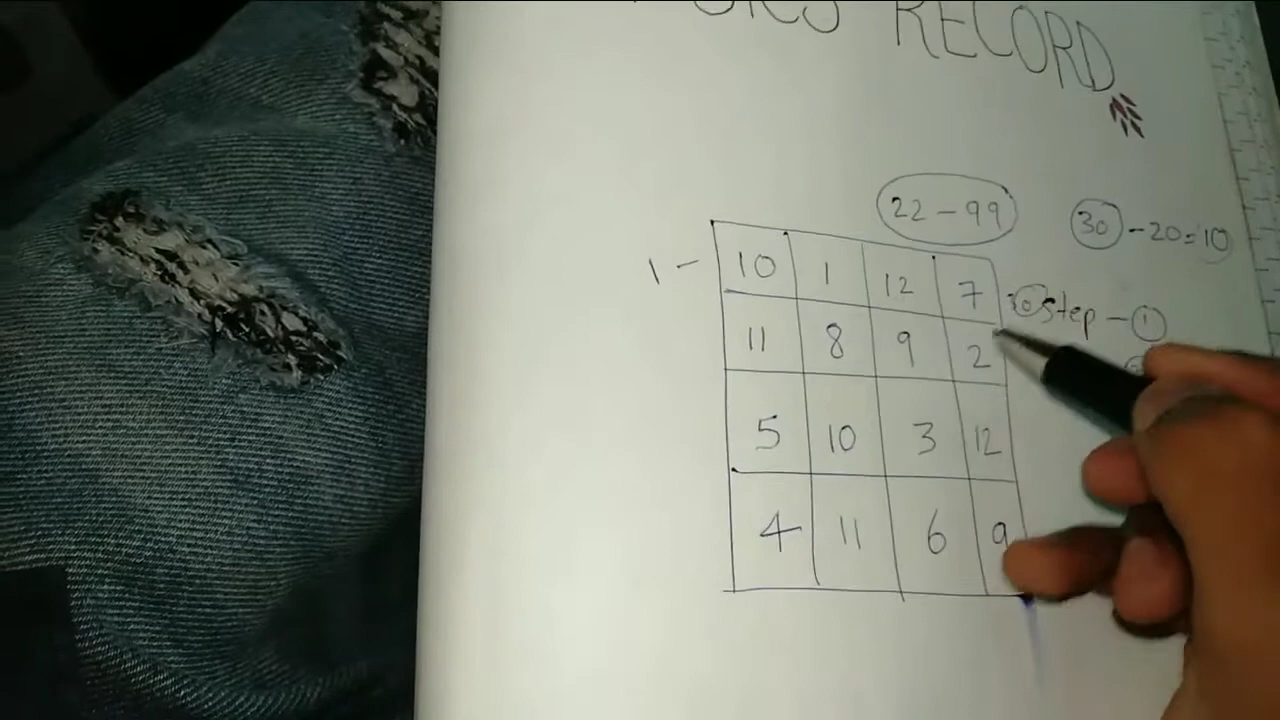 RECORD
22 - 99
30 - 20 = 10
1 - 10 1 12 7
step - 1
11 8 9 2
5 10 3 12
4 11 6 9